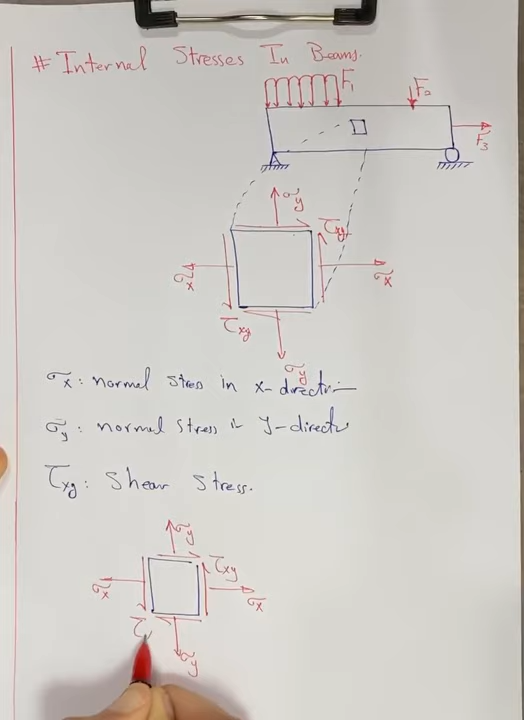 # Internal Stresses In Beams.
F₁
F₂
F₃
σy
τxy
σx
σx
τxy
σy
σx: normal stress in x-direction
σy: normal stress in y-direct
τxy: Shear Stress.
σy
τxy
σx
σx
τ
σy